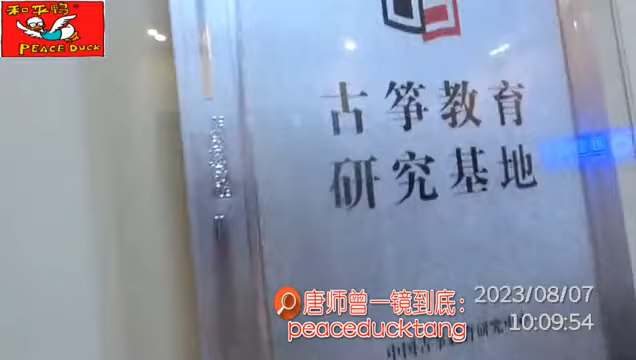 和平鸭®
PEACE DUCK
古筝教育
研究基地
唐师曾一镜到底:
peaceducktang
2023/08/07
10:09:54